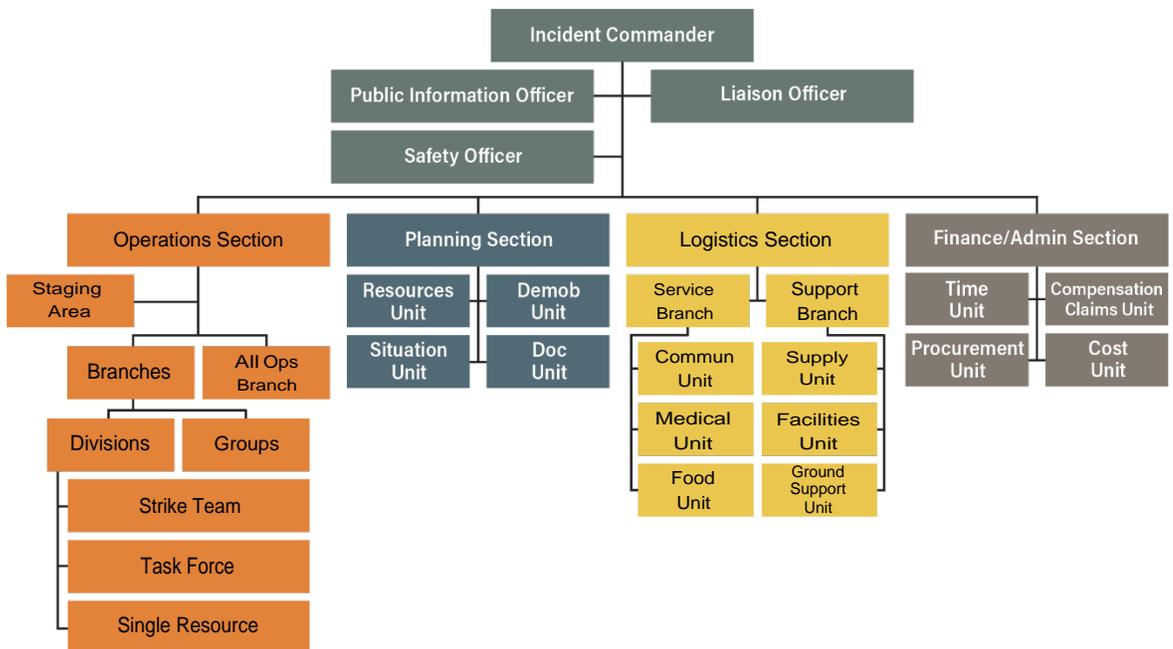 Incident Commander
Public Information Officer
Liaison Officer
Safety Officer
Operations Section
Staging
Area
Branches
All Ops
Branch
Divisions
Groups
Strike Team
Task Force
Single Resource
Planning Section
Resources
Unit
Demob
Unit
Situation
Unit
Doc
Unit
Logistics Section
Service
Branch
Support
Branch
Commun
Unit
Supply
Unit
Medical
Unit
Facilities
Unit
Food
Unit
Ground
Support
Unit
Finance/Admin Section
Time
Unit
Compensation
Claims Unit
Procurement
Unit
Cost
Unit